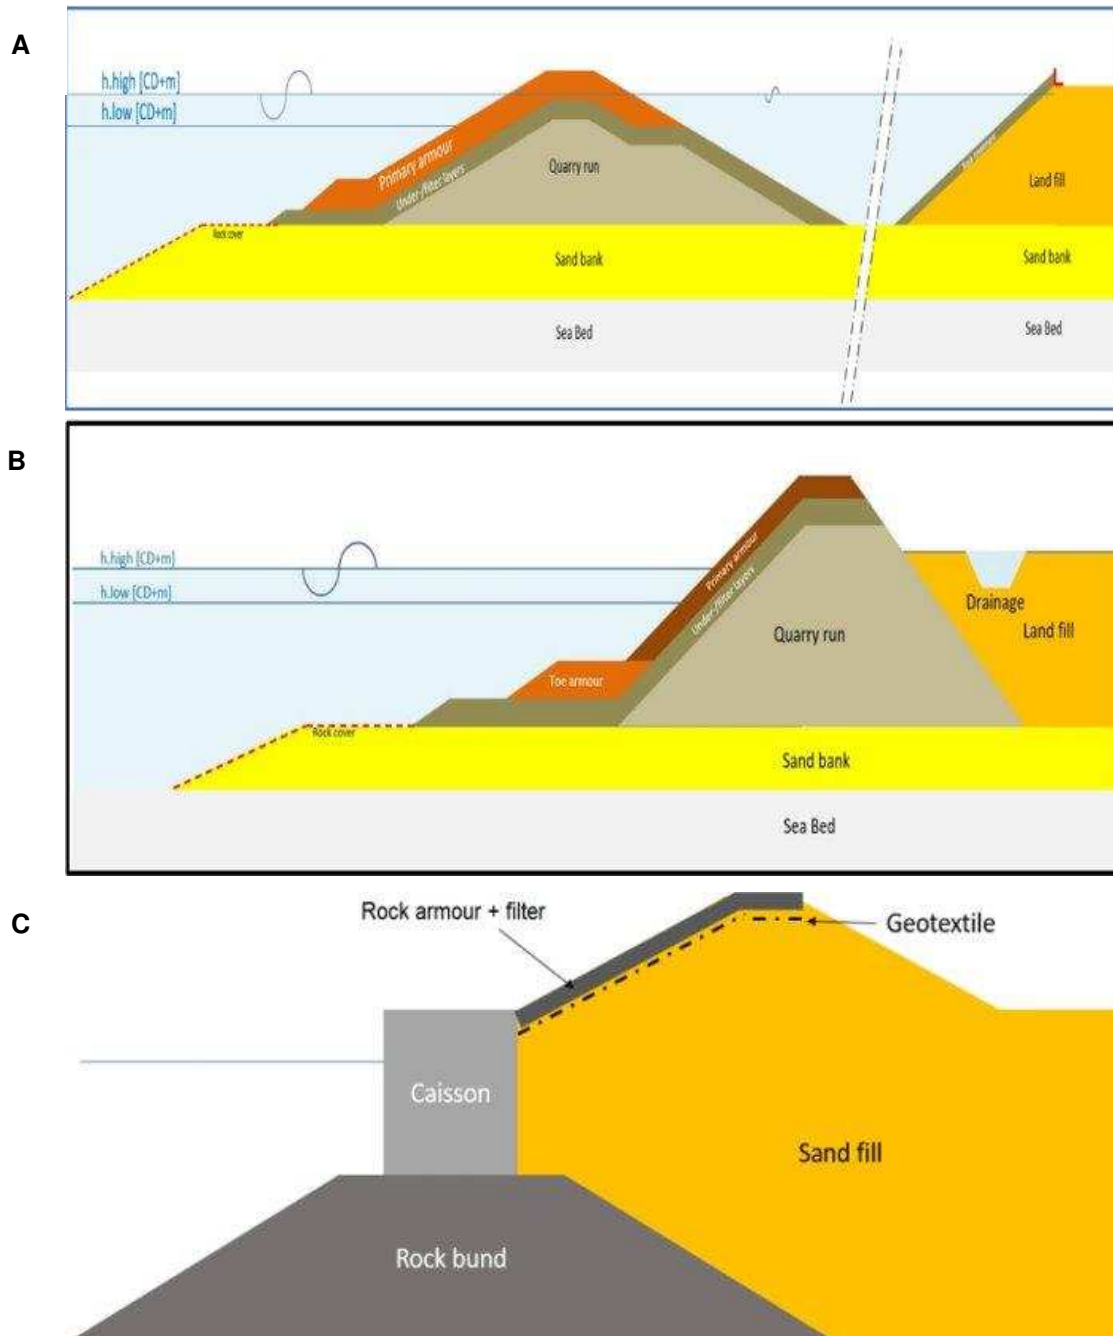 A
h.high [CD+m]
h.low [CD+m]
Primary armour
Under-/filter layers
Quarry run
Rock cover
Land fill
Sand bank
Sand bank
Sea Bed
Sea Bed
B
h.high [CD+m]
h.low [CD+m]
Primary armour
Under-/filter layers
Quarry run
Drainage
Land fill
Toe armour
Rock cover
Sand bank
Sea Bed
C
Rock armour + filter
Geotextile
Caisson
Sand fill
Rock bund